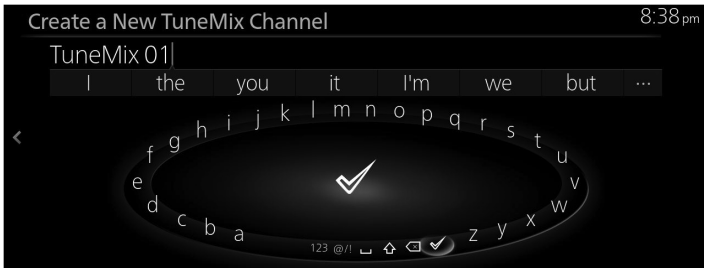 Create a New TuneMix Channel 8:38 pm
TuneMix 01
I the you it I'm we but ...
a b c d e f g h i j k l m n o p q r s t u v w x y z
123 @/!